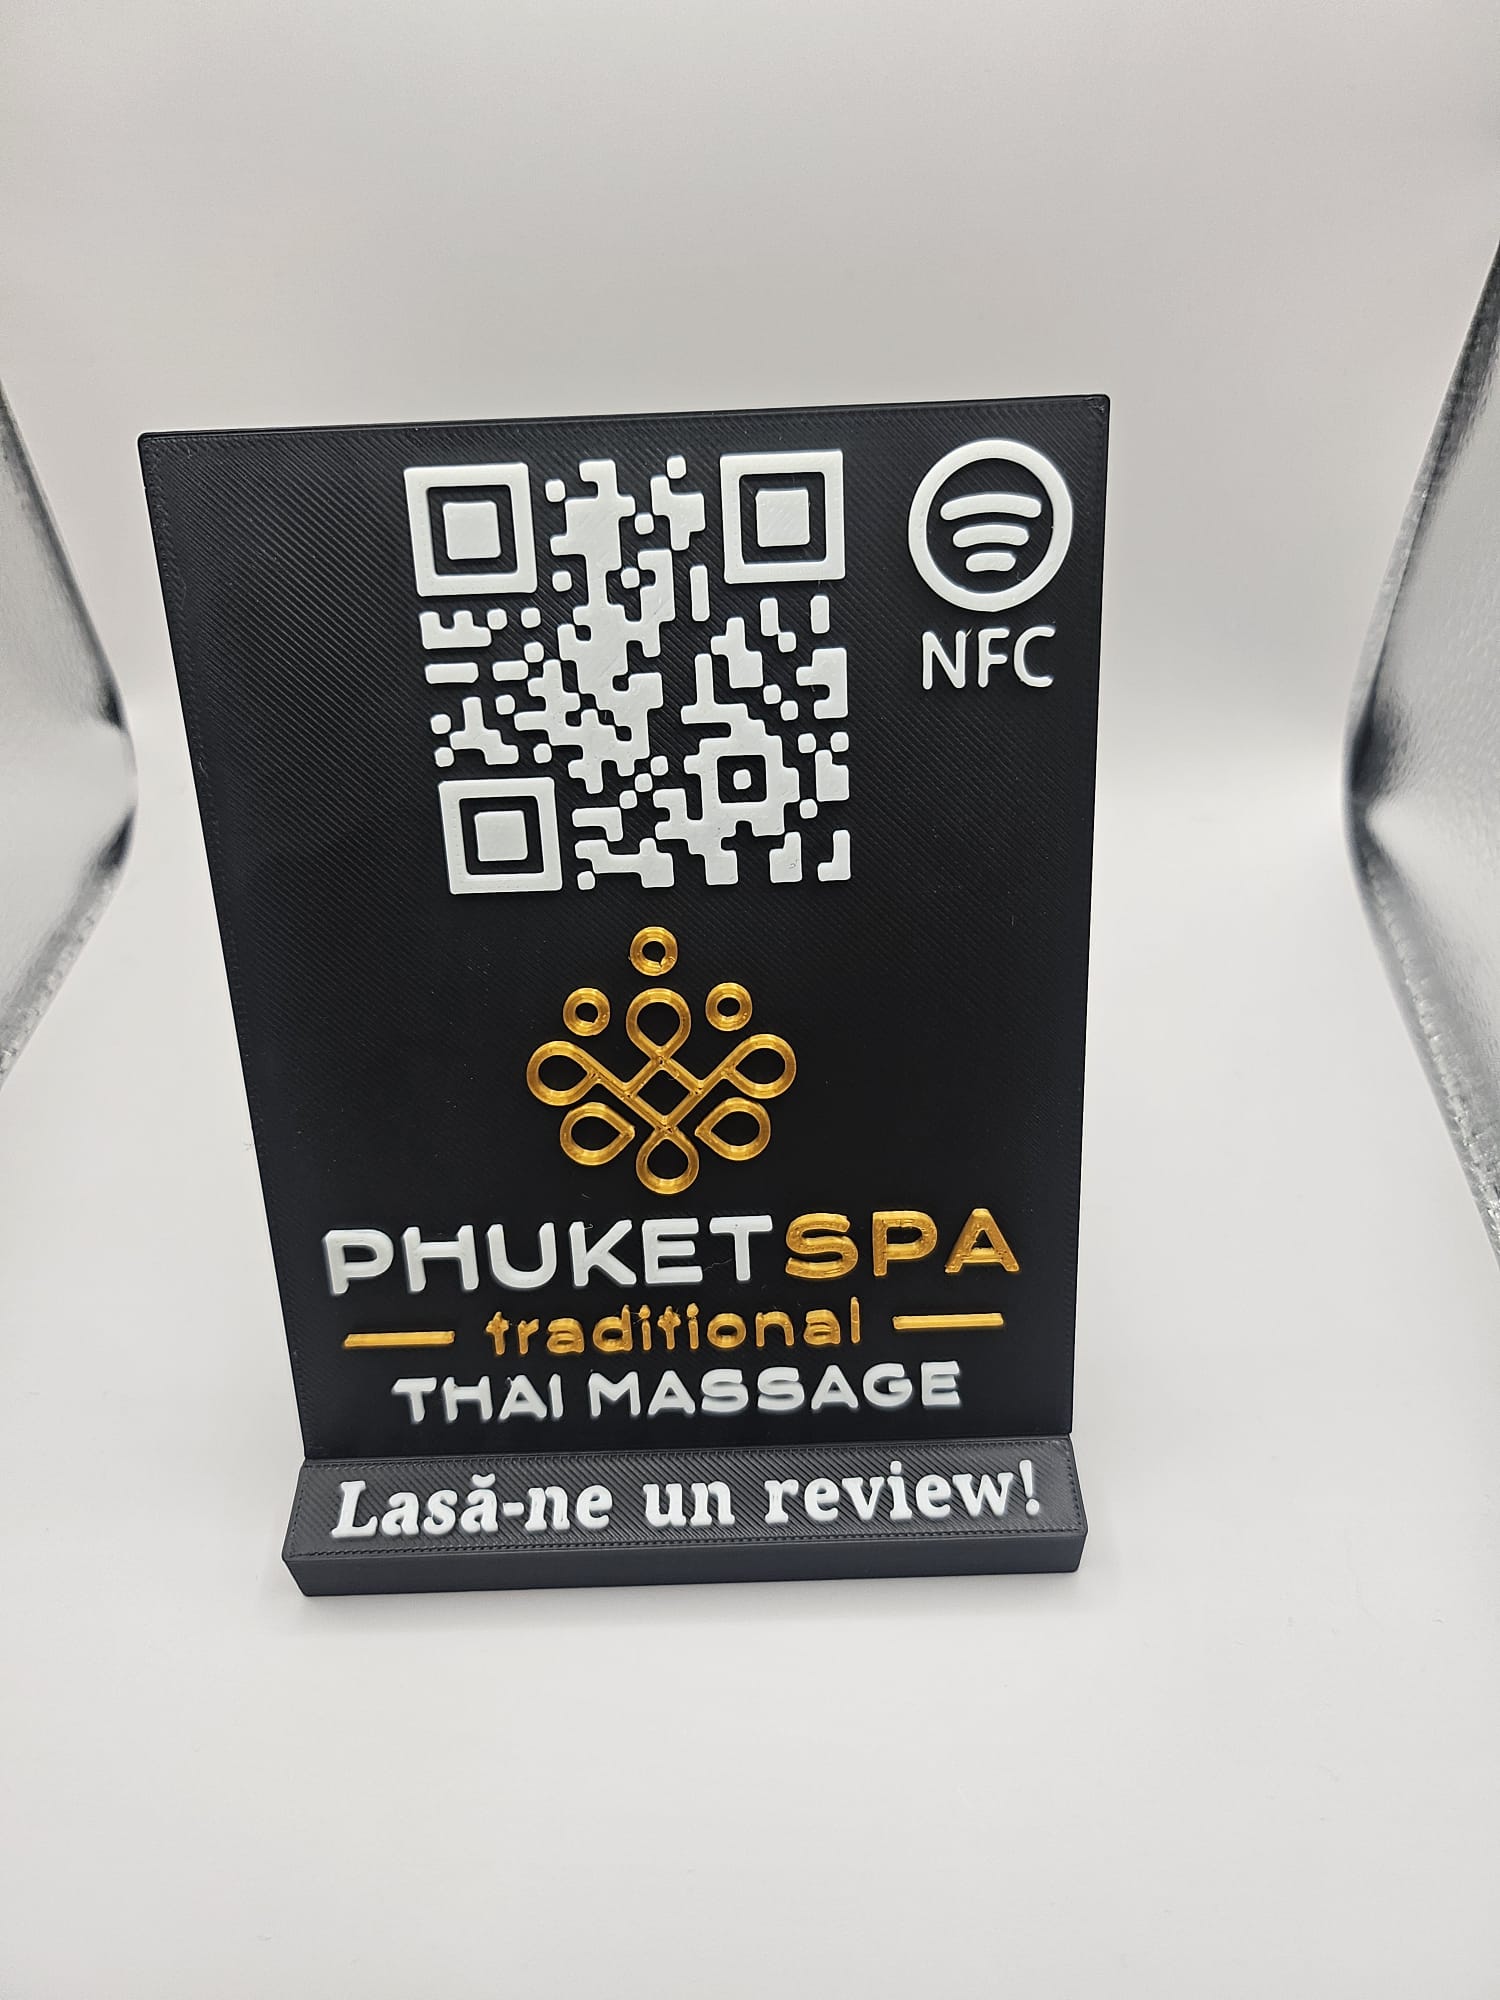 NFC
PHUKETSPA
traditional
THAI MASSAGE
Lasă-ne un review!